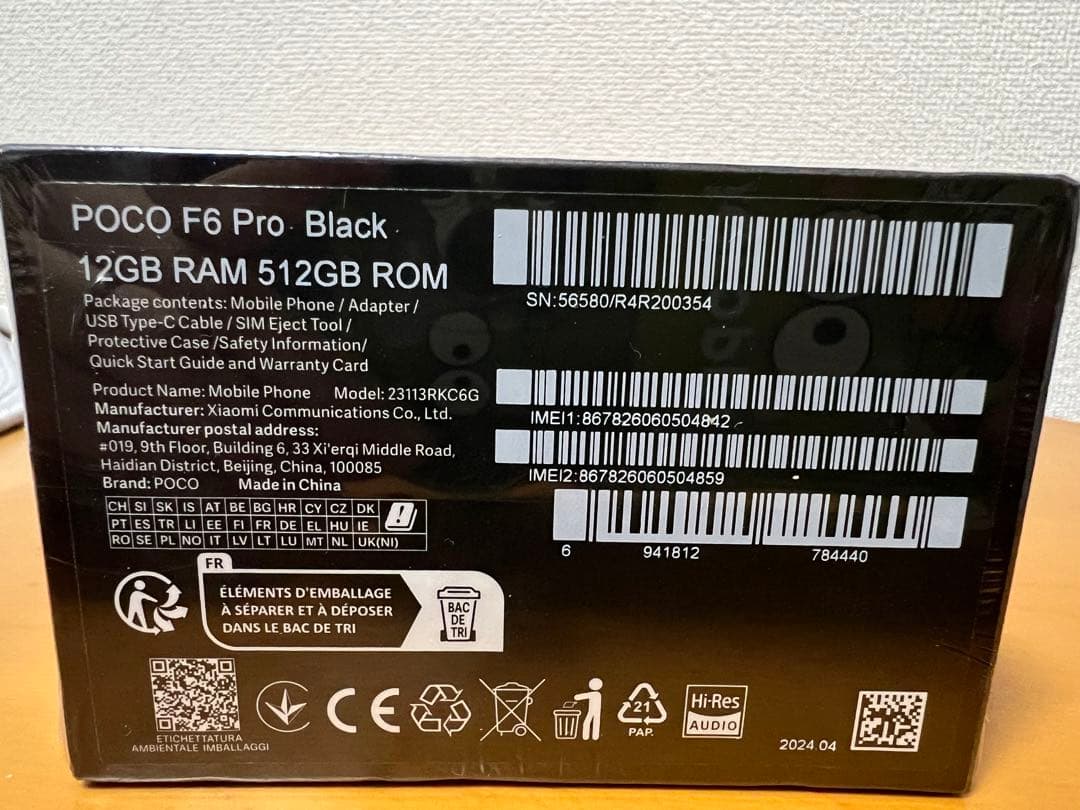 POCO F6 Pro Black
12GB RAM 512GB ROM
Package contents: Mobile Phone / Adapter /
USB Type-C Cable / SIM Eject Tool /
Protective Case /Safety Information/
Quick Start Guide and Warranty Card
Product Name: Mobile Phone Model: 23113RKC6G
Manufacturer: Xiaomi Communications Co., Ltd.
Manufacturer postal address:
#019, 9th Floor, Building 6, 33 Xi'erqi Middle Road,
Haidian District, Beijing, China, 100085
Brand: POCO Made in China
CH SI SK IS AT BE BG HR CY CZ DK
PT ES TR LI EE FI FR DE EL HU IE
RO SE PL NO IT LV LT LU MT NL UK(NI)
SN:56580/R4R200354
IMEI1:867826060504842
IMEI2:867826060504859
6 941812 784440
FR
ÉLÉMENTS D'EMBALLAGE
À SÉPARER ET À DÉPOSER
DANS LE BAC DE TRI
BAC
DE
TRI
ETICHETTATURA
AMBIENTALE IMBALLAGGI
CE
21
PAP.
Hi-Res
AUDIO
2024.04